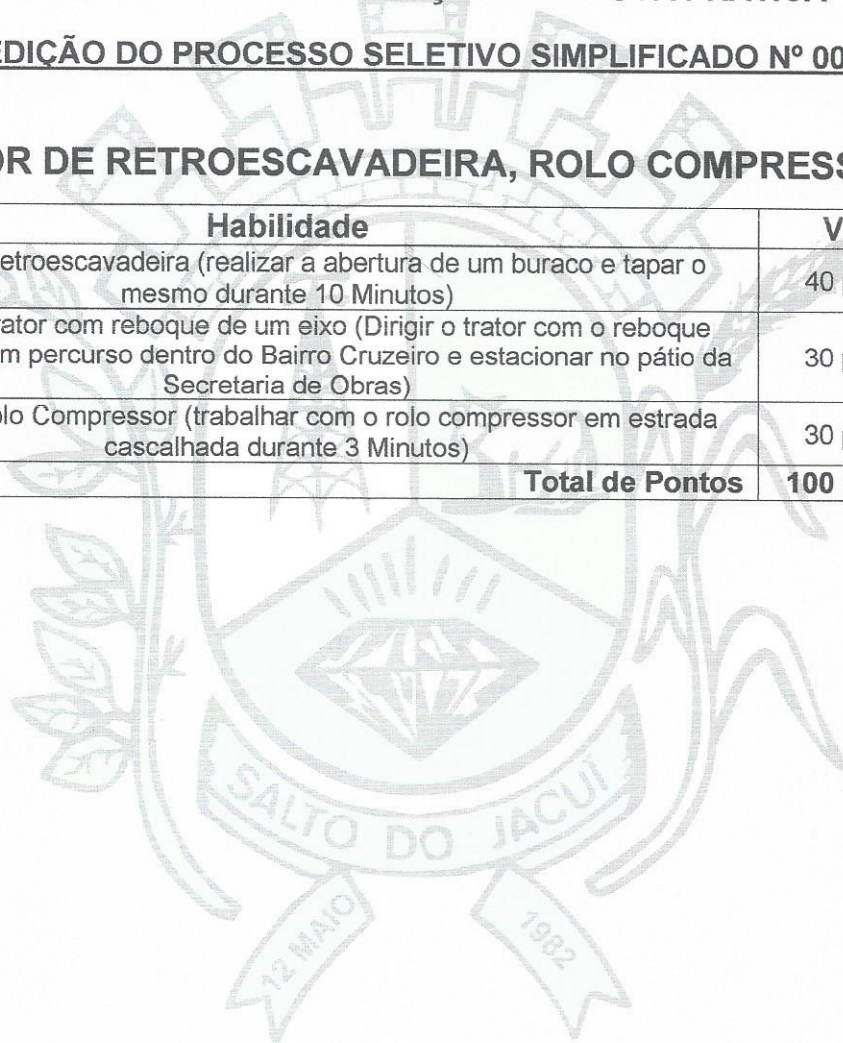 EDIÇÃO DO PROCESSO SELETIVO SIMPLIFICADO Nº 00
OR DE RETROESCAVADEIRA, ROLO COMPRESS
Habilidade V
etroescavadeira (realizar a abertura de um buraco e tapar o
mesmo durante 10 Minutos)
40
rator com reboque de um eixo (Dirigir o trator com o reboque
m percurso dentro do Bairro Cruzeiro e estacionar no pátio da
Secretaria de Obras)
30
olo Compressor (trabalhar com o rolo compressor em estrada
cascalhada durante 3 Minutos)
30
Total de Pontos 100
SALTO DO JACUÍ
12 MAIO
1982